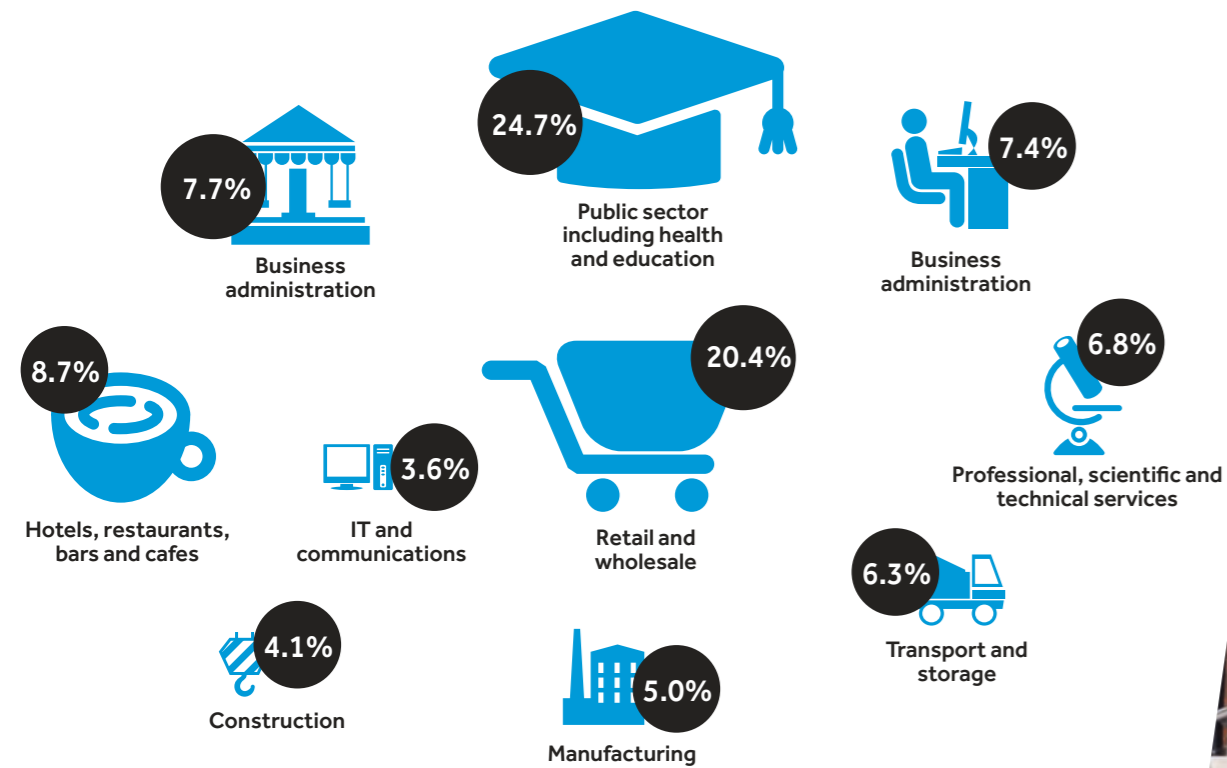 24.7%
Public sector
including health
and education
7.7%
Business
administration
7.4%
Business
administration
8.7%
Hotels, restaurants,
bars and cafes
3.6%
IT and
communications
20.4%
Retail and
wholesale
6.8%
Professional, scientific and
technical services
6.3%
Transport and
storage
4.1%
Construction
5.0%
Manufacturing